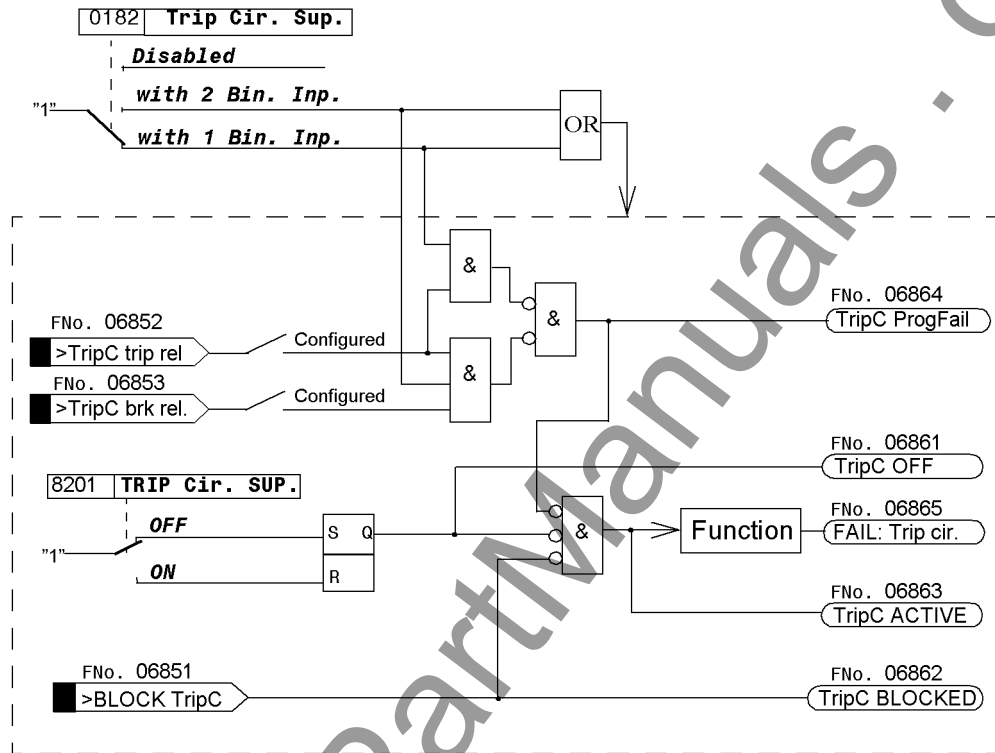 0182 Trip Cir. Sup.
Disabled
with 2 Bin. Inp.
"1"
with 1 Bin. Inp.
OR
&
&
&
FNo. 06864
TripC ProgFail
FNo. 06852
>TripC trip rel
Configured
FNo. 06853
>TripC brk rel.
Configured
FNo. 06861
TripC OFF
8201 TRIP Cir. SUP.
OFF
"1"
ON
S Q
R
&
Function
FNo. 06865
FAIL: Trip cir.
FNo. 06863
TripC ACTIVE
FNo. 06851
>BLOCK TripC
FNo. 06862
TripC BLOCKED
PartManuals .